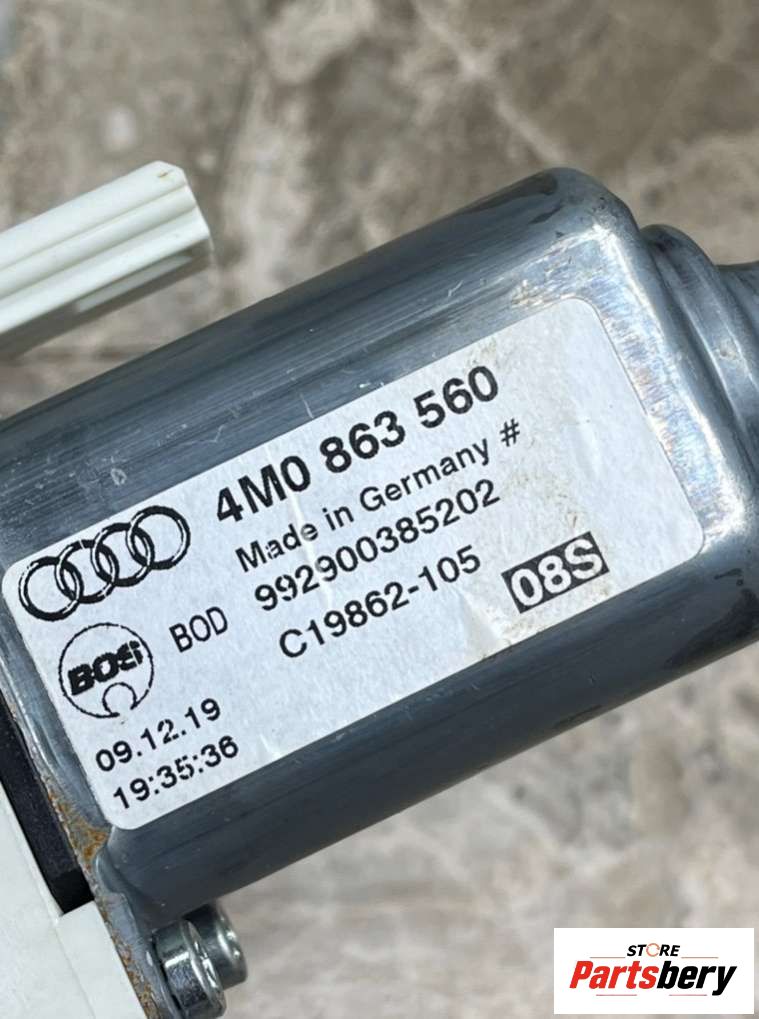 4M0 863 560
Made in Germany #
BOD 992900385202
C19862-105 08S
09.12.19
19:35:36
STORE
Partsbery